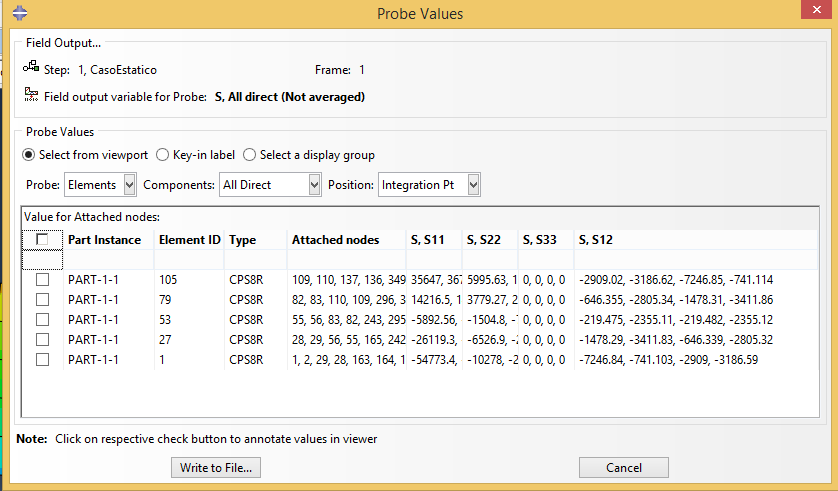 Probe Values
Field Output...
Step: 1, CasoEstatico Frame: 1
Field output variable for Probe: S, All direct (Not averaged)
Probe Values
Select from viewport Key-in label Select a display group
Probe: Elements Components: All Direct Position: Integration Pt
Value for Attached nodes:
Part Instance Element ID Type Attached nodes S, S11 S, S22 S, S33 S, S12
PART-1-1 105 CPS8R 109, 110, 137, 136, 349 35647, 367 5995.63, 1 0, 0, 0, 0 -2909.02, -3186.62, -7246.85, -741.114
PART-1-1 79 CPS8R 82, 83, 110, 109, 296, 3 14216.5, 1 3779.27, 2 0, 0, 0, 0 -646.355, -2805.34, -1478.31, -3411.86
PART-1-1 53 CPS8R 55, 56, 83, 82, 243, 295 -5892.56, -1504.8, - 0, 0, 0, 0 -219.475, -2355.11, -219.482, -2355.12
PART-1-1 27 CPS8R 28, 29, 56, 55, 165, 242 -26119.3, -6526.9, -2 0, 0, 0, 0 -1478.29, -3411.83, -646.339, -2805.32
PART-1-1 1 CPS8R 1, 2, 29, 28, 163, 164, 1 -54773.4, -10278, -2 0, 0, 0, 0 -7246.84, -741.103, -2909, -3186.59
Note: Click on respective check button to annotate values in viewer
Write to File... Cancel